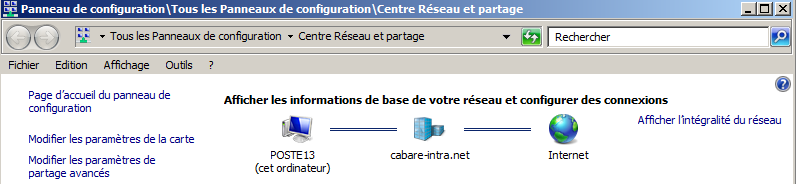 Panneau de configuration\Tous les Panneaux de configuration\Centre Réseau et partage
Tous les Panneaux de configuration
Centre Réseau et partage
Rechercher
Fichier Edition Affichage Outils ?
Page d'accueil du panneau de
configuration
Modifier les paramètres de la carte
Modifier les paramètres de
partage avancés
Afficher les informations de base de votre réseau et configurer des connexions
Afficher l'intégralité du réseau
POSTE13
(cet ordinateur)
cabare-intra.net
Internet